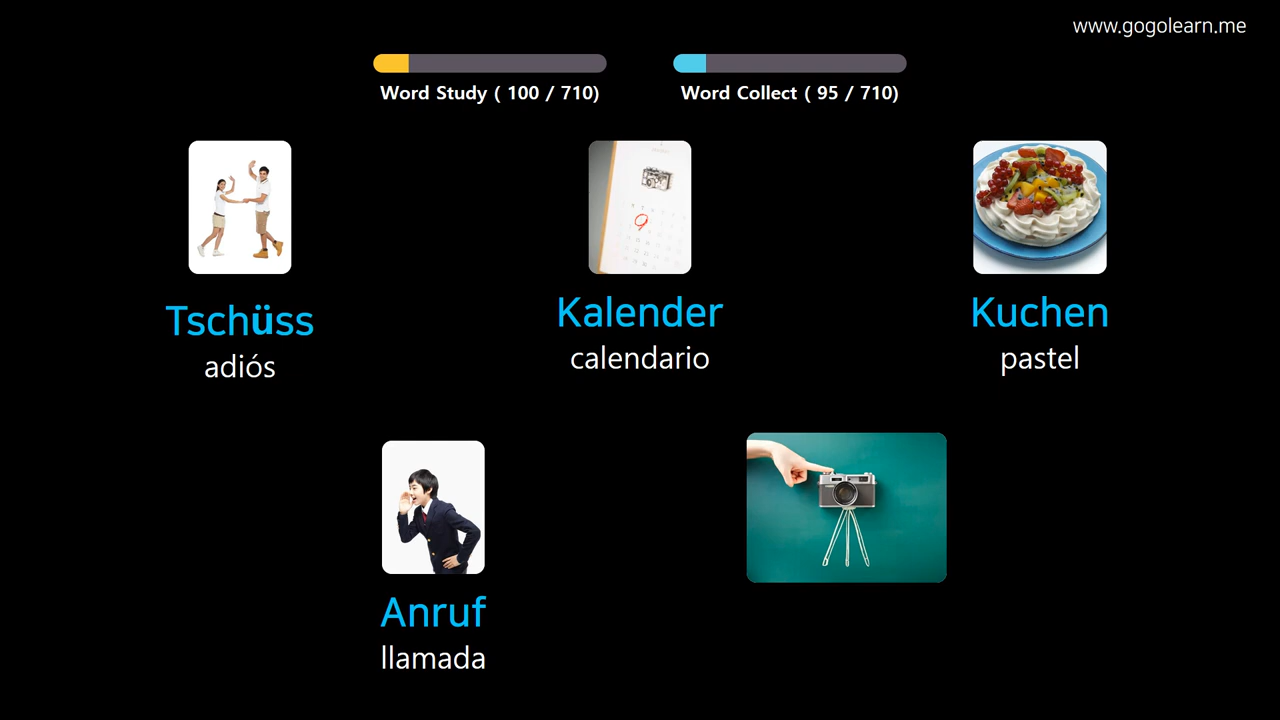 www.gogolearn.me
Word Study ( 100 / 710)
Word Collect ( 95 / 710)
Tschüss
adiós
Kalender
calendario
Kuchen
pastel
Anruf
llamada